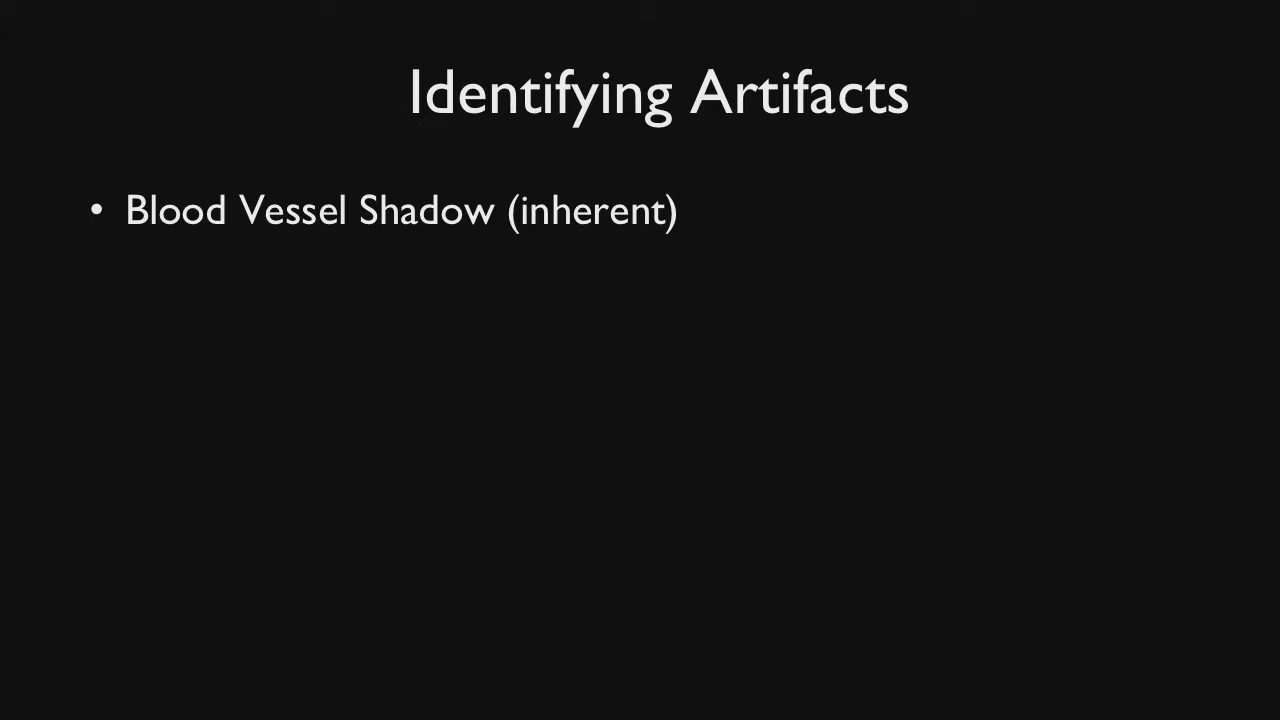 Identifying Artifacts
• Blood Vessel Shadow (inherent)